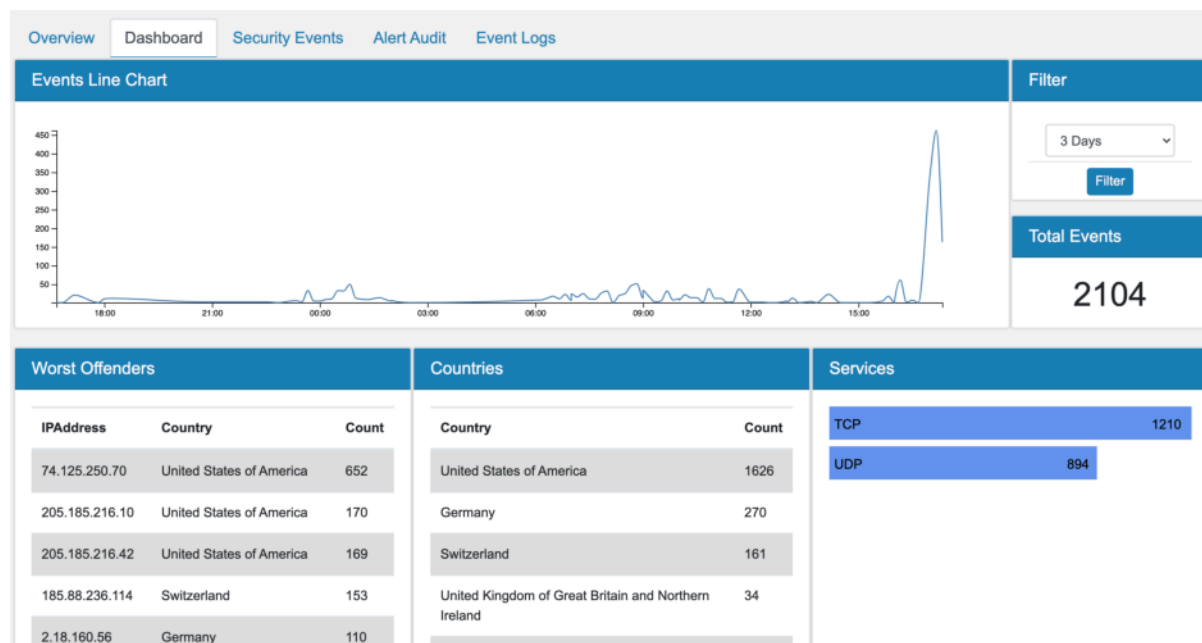 Overview Dashboard Security Events Alert Audit Event Logs
Events Line Chart
450
400
350
300
250
200
150
100
50
18:00 21:00 00:00 03:00 06:00 09:00 12:00 15:00
Filter
3 Days
Filter
Total Events
2104
Worst Offenders
IPAddress Country Count
74.125.250.70 United States of America 652
205.185.216.10 United States of America 170
205.185.216.42 United States of America 169
185.88.236.114 Switzerland 153
2.18.160.56 Germany 110
Countries
Country Count
United States of America 1626
Germany 270
Switzerland 161
United Kingdom of Great Britain and Northern 34
Ireland
Services
TCP 1210
UDP 894